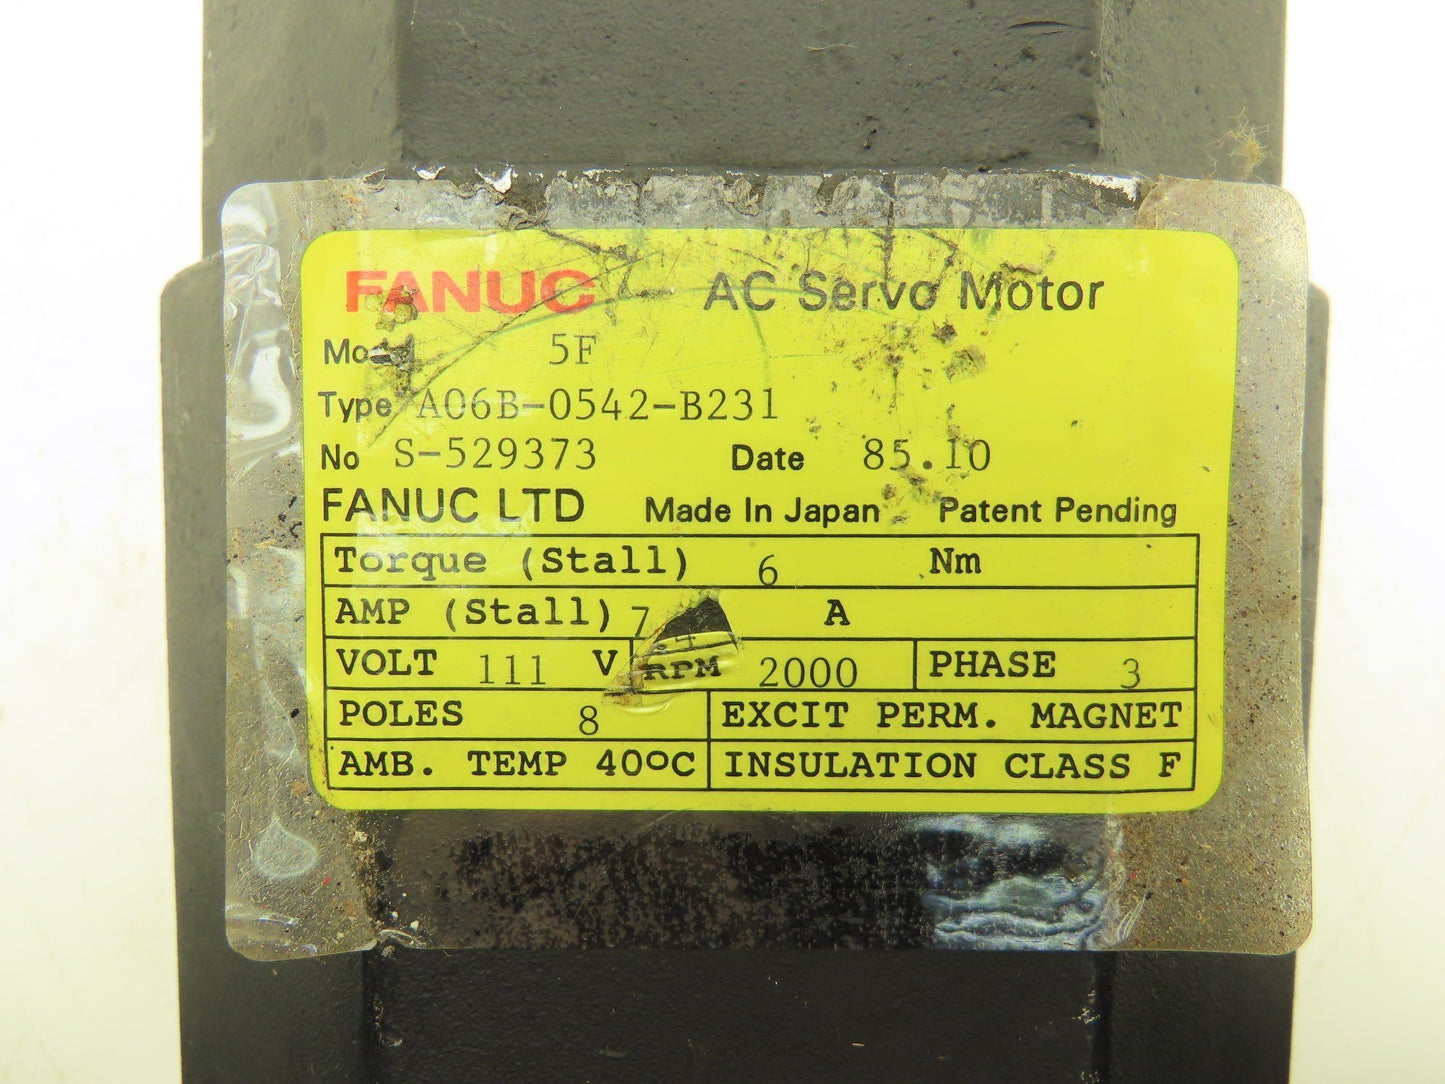 FANUC AC Servo Motor
Model 5F
Type A06B-0542-B231
No S-529373 Date 85.10
FANUC LTD Made In Japan Patent Pending
Torque (Stall) 6 Nm
AMP (Stall) 7 A
VOLT 111 V RPM 2000 PHASE 3
POLES 8 EXCIT PERM. MAGNET
AMB. TEMP 40°C INSULATION CLASS F